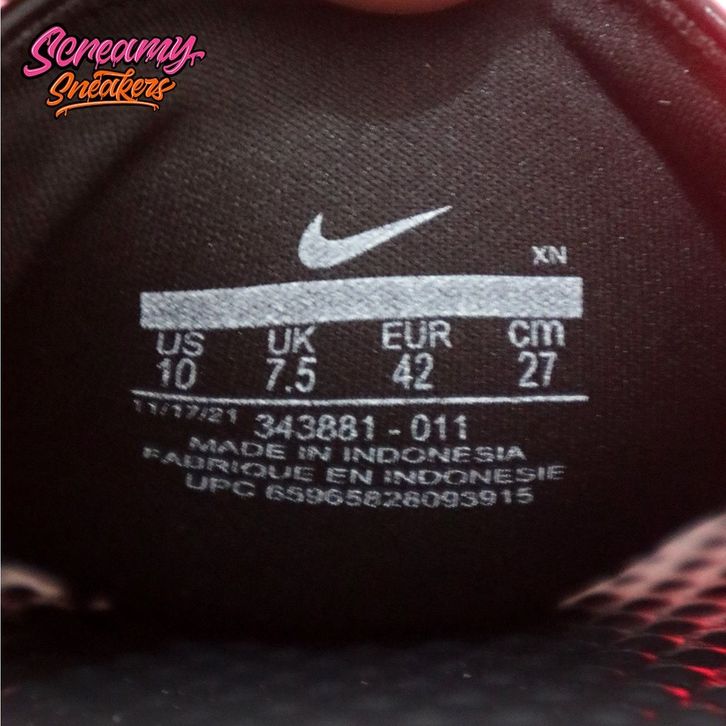 Screamy
Sneakers
XN
US UK EUR cm
10 7.5 42 27
11/17/21 343881 - 011
MADE IN INDONESIA
FABRIQUE EN INDONESIE
UPC 65965828093915